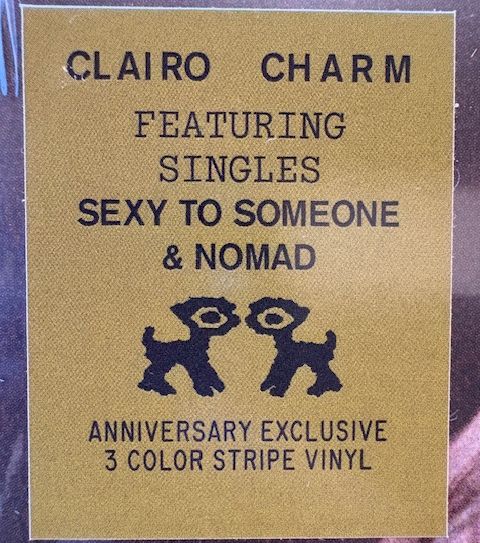 CLAIRO CHARM
FEATURING
SINGLES
SEXY TO SOMEONE
& NOMAD
ANNIVERSARY EXCLUSIVE
3 COLOR STRIPE VINYL